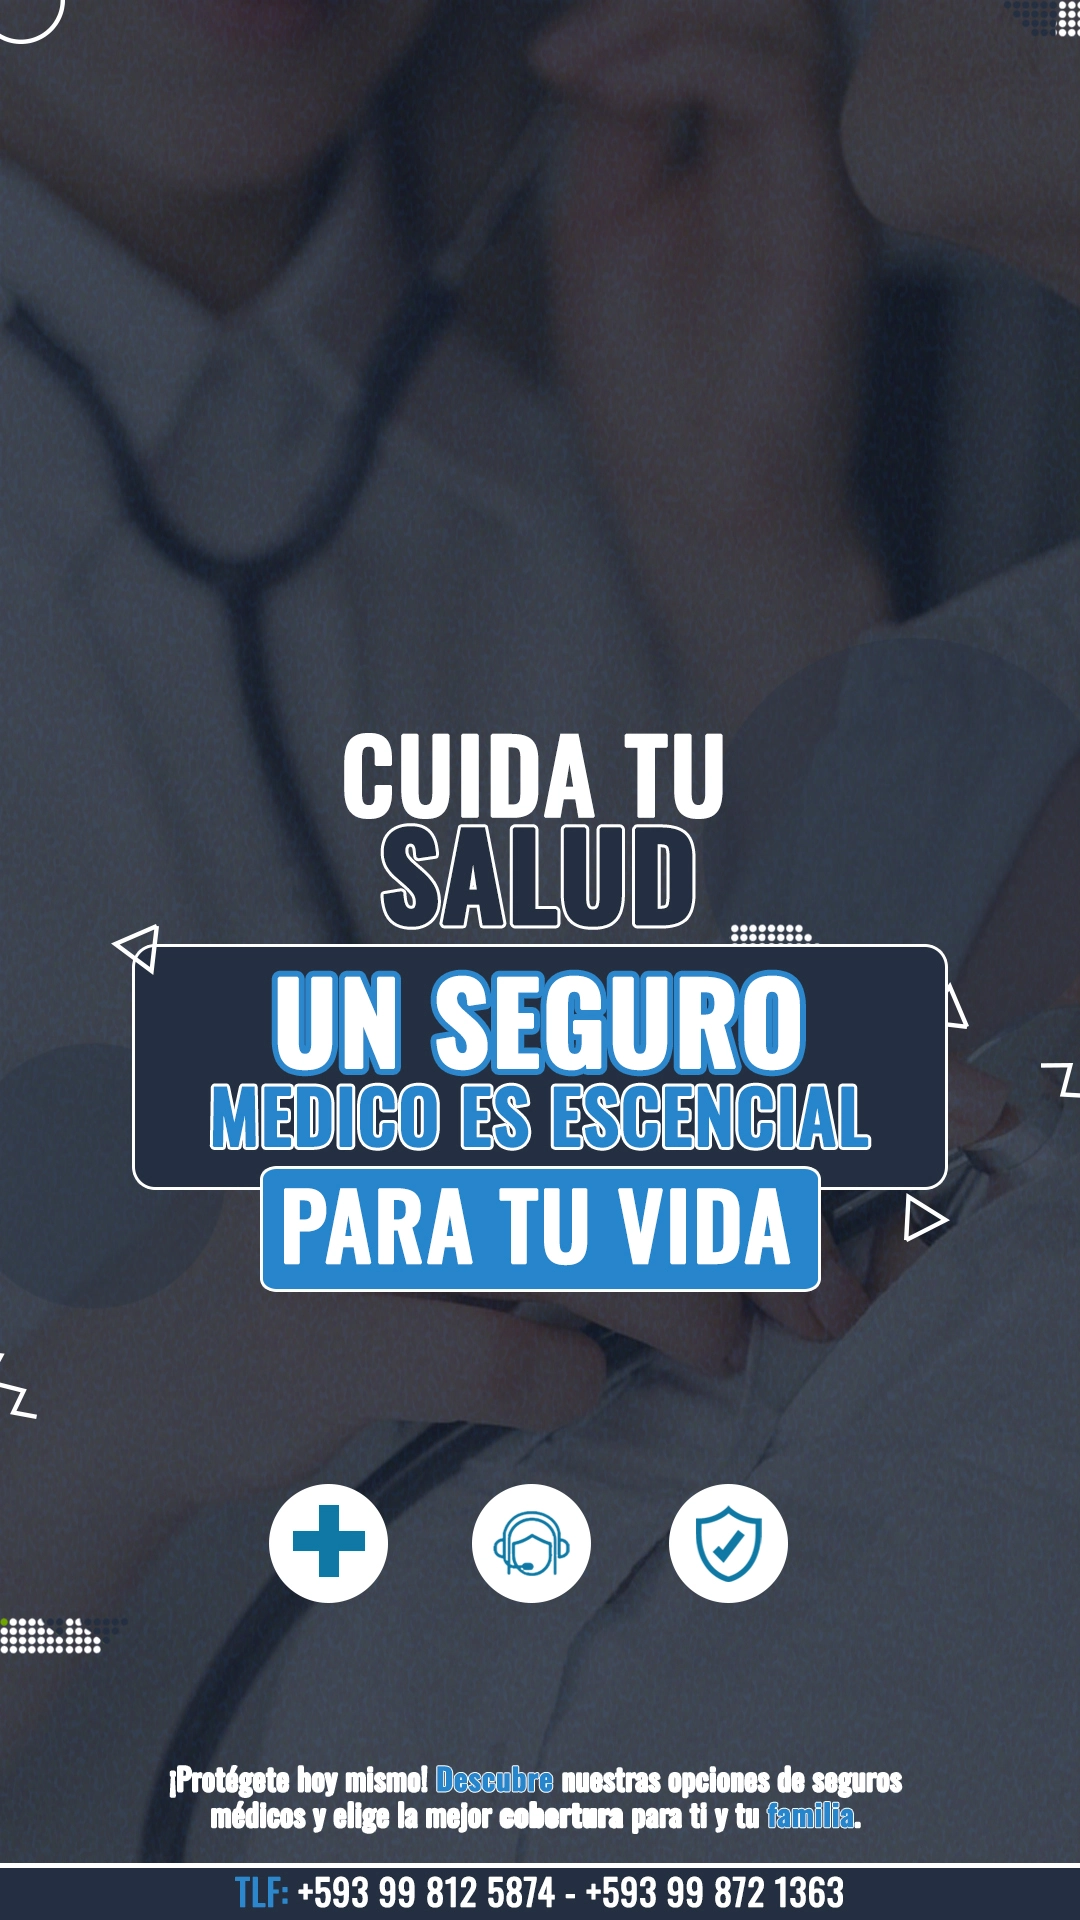 CUIDA TU
SALUD
UN SEGURO
MEDICO ES ESCENCIAL
PARA TU VIDA
¡Protégete hoy mismo! Descubre nuestras opciones de seguros
médicos y elige la mejor cobertura para ti y tu familia.
TLF: +593 99 812 5874 - +593 99 872 1363